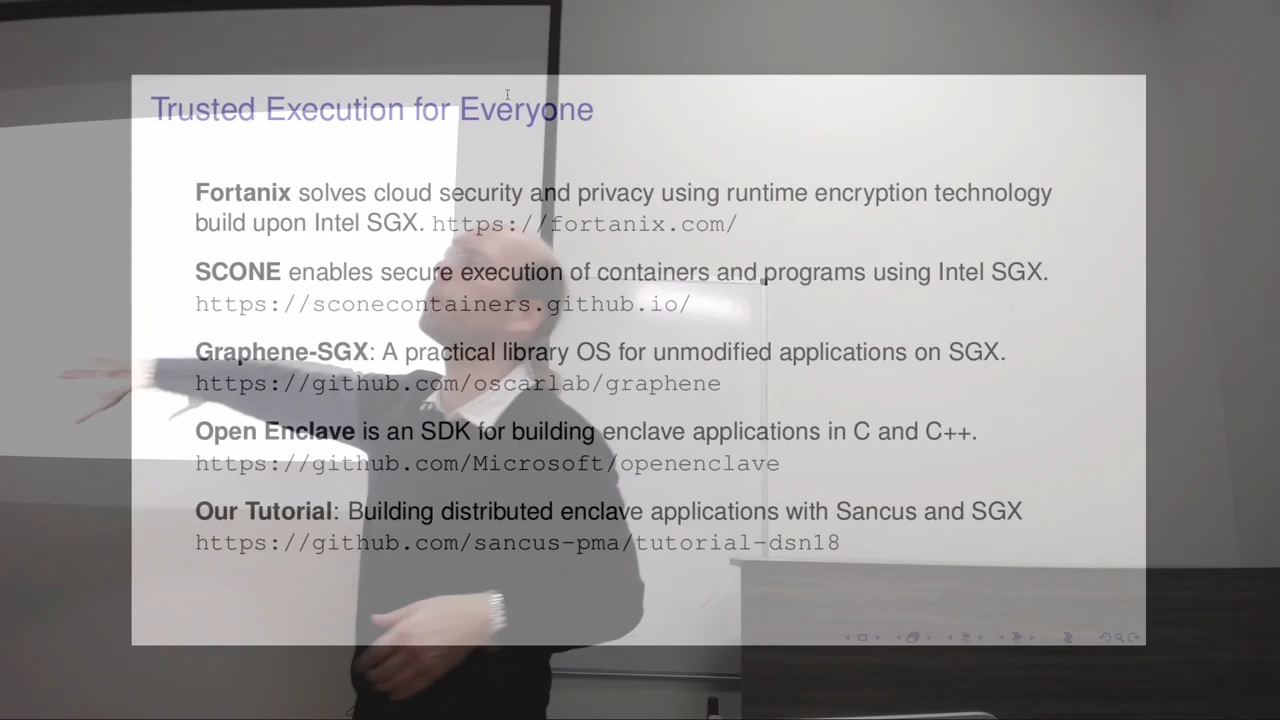 Trusted Execution for Everyone
Fortanix solves cloud security and privacy using runtime encryption technology
build upon Intel SGX. https://fortanix.com/
SCONE enables secure execution of containers and programs using Intel SGX.
https://sconecontainers.github.io/
Graphene-SGX: A practical library OS for unmodified applications on SGX.
https://github.com/oscarlab/graphene
Open Enclave is an SDK for building enclave applications in C and C++.
https://github.com/Microsoft/openenclave
Our Tutorial: Building distributed enclave applications with Sancus and SGX
https://github.com/sancus-pma/tutorial-dsn18